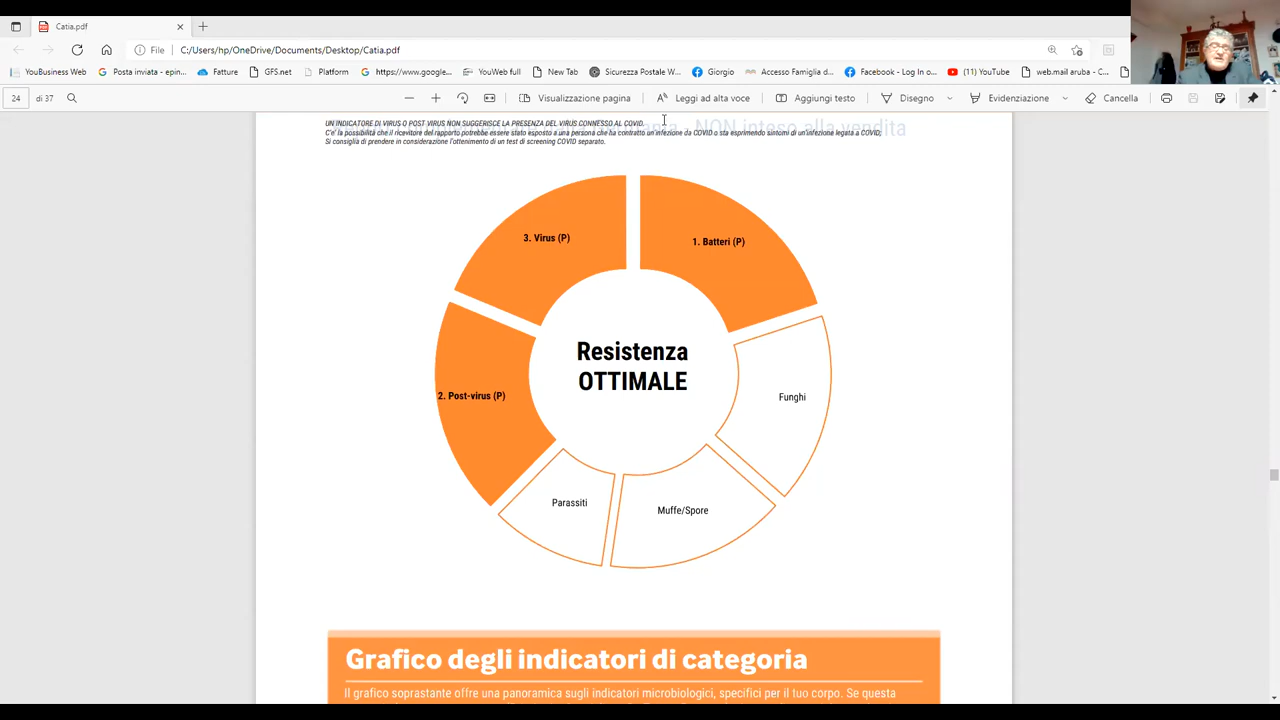 Catia.pdf
File
C:/Users/hp/OneDrive/Documents/Desktop/Catia.pdf
YouBusiness Web
Posta inviata - epin...
Fatture
GFS.net
Platform
https://www.google...
YouWeb full
New Tab
Sicurezza Postale W...
Giorgio
Accesso Famiglia d...
Facebook - Log In o...
(11) YouTube
web.mail aruba - C...
24 di 37
Visualizzazione pagina
Leggi ad alta voce
Aggiungi testo
Disegno
Evidenziazione
Cancella
NON inteso alla vendita
UN INDICATORE DI VIRUS O POST VIRUS NON SUGGERISCE LA PRESENZA DEL VIRUS CONNESSO AL COVID.
C'e' la possibilità che il ricevitore del rapporto potrebbe essere stato esposto a una persona che ha contratto un'infezione da COVID o sta esprimendo sintomi di un'infezione legata a COVID;
Si consiglia di prendere in considerazione l'ottenimento di un test di screening COVID separato.
3. Virus (P)
1. Batteri (P)
Resistenza
OTTIMALE
2. Post-virus (P)
Funghi
Parassiti
Muffe/Spore
Grafico degli indicatori di categoria
Il grafico soprastante offre una panoramica sugli indicatori microbiologici, specifici per il tuo corpo. Se questa